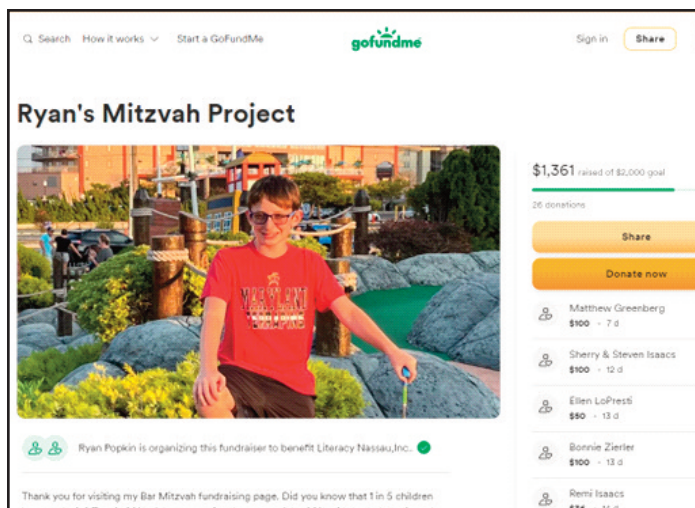 Search How it works Start a GoFundMe gofundme Sign in Share
Ryan's Mitzvah Project
MARYLAND
TERRAPINS
$1,361 raised of $2,000 goal
26 donations
Share
Donate now
Matthew Greenberg
$100 • 7 d
Sherry & Steven Isaacs
$100 • 12 d
Ellen LoPresti
$50 • 13 d
Bonnie Zierler
$100 • 13 d
Remi Isaacs
Ryan Popkin is organizing this fundraiser to benefit Literacy Nassau,Inc..
Thank you for visiting my Bar Mitzvah fundraising page. Did you know that 1 in 5 children